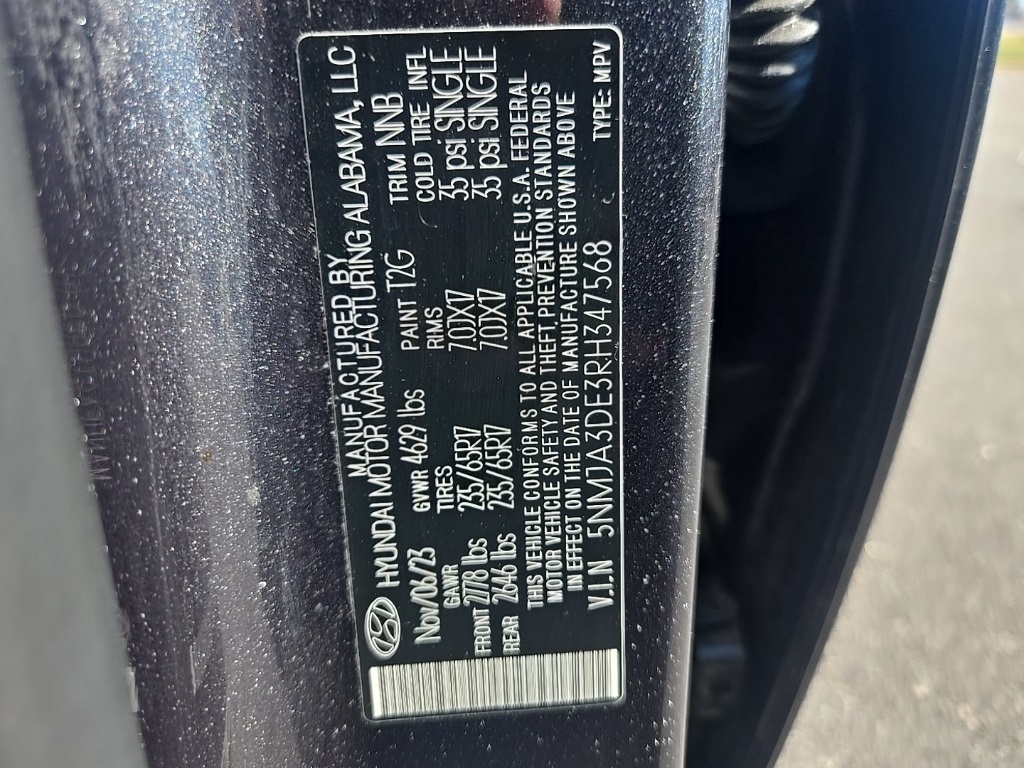 MANUFACTURED BY
HYUNDAI MOTOR MANUFACTURING ALABAMA, LLC
Nov/06/23 GVWR 4629 lbs PAINT T2G TRIM NNB
GAWR TIRES RIMS COLD TIRE INFL
FRONT 2778 lbs 235/65R17 7.0JX17 35 psi SINGLE
REAR 2646 lbs 235/65R17 7.0JX17 35 psi SINGLE
THIS VEHICLE CONFORMS TO ALL APPLICABLE U.S.A. FEDERAL
MOTOR VEHICLE SAFETY AND THEFT PREVENTION STANDARDS
IN EFFECT ON THE DATE OF MANUFACTURE SHOWN ABOVE
V.I.N 5NMJA3DE3RH347568 TYPE: MPV